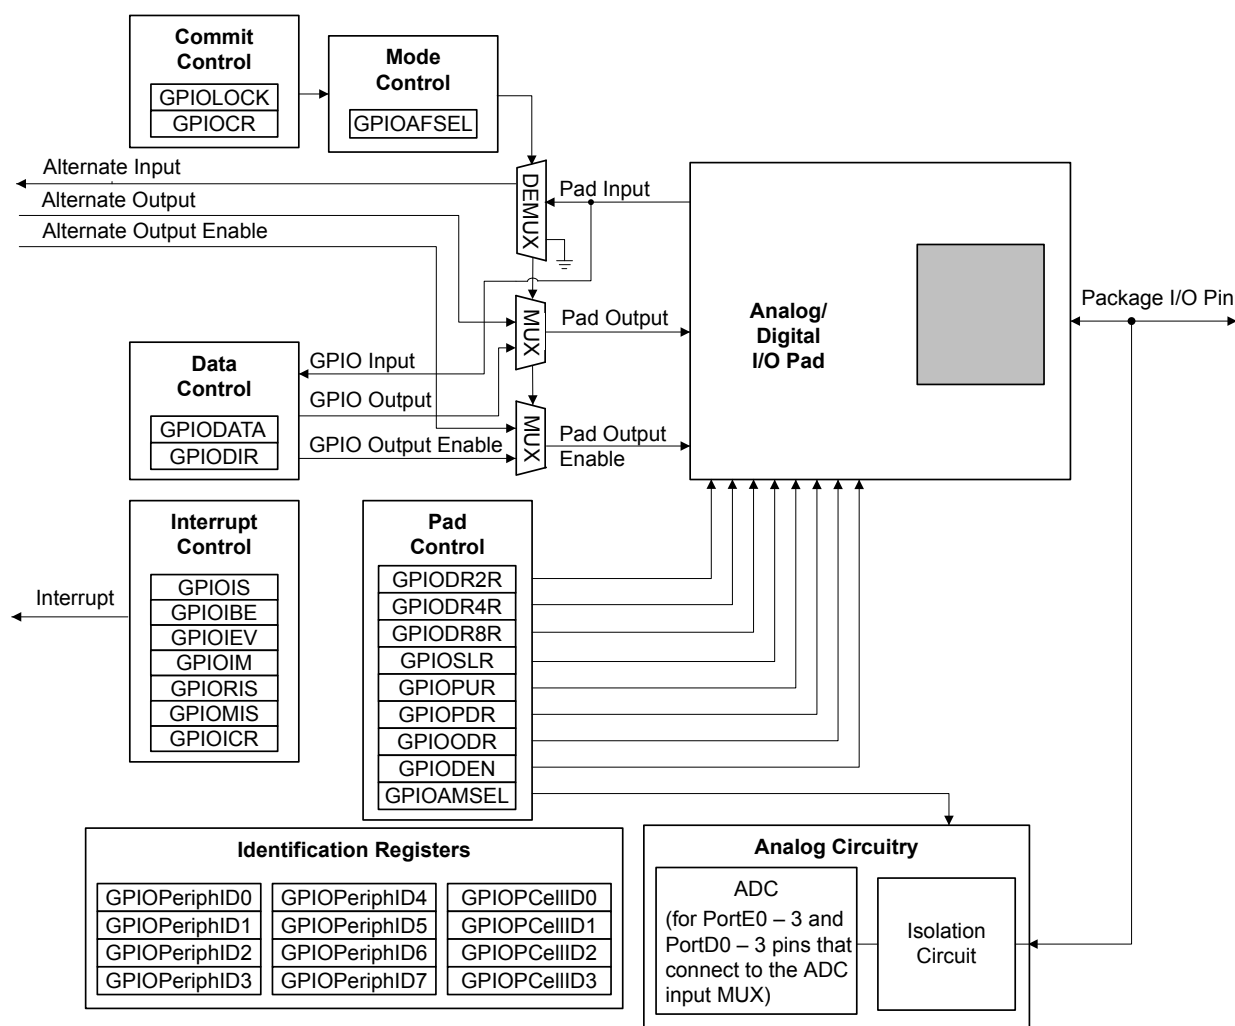 Commit
Control
GPIOLOCK
GPIOCR
Mode
Control
GPIOAFSEL
Alternate Input
Alternate Output
Alternate Output Enable
DEMUX
Pad Input
MUX
Pad Output
MUX
Pad Output
Enable
Analog/
Digital
I/O Pad
Package I/O Pin
Data
Control
GPIODATA
GPIODIR
GPIO Input
GPIO Output
GPIO Output Enable
Interrupt
Control
GPIOIS
GPIOIBE
GPIOIEV
GPIOIM
GPIORIS
GPIOMIS
GPIOICR
Interrupt
Pad
Control
GPIODR2R
GPIODR4R
GPIODR8R
GPIOSLR
GPIOPUR
GPIOPDR
GPIOODR
GPIODEN
GPIOAMSEL
Identification Registers
GPIOPeriphID0
GPIOPeriphID1
GPIOPeriphID2
GPIOPeriphID3
GPIOPeriphID4
GPIOPeriphID5
GPIOPeriphID6
GPIOPeriphID7
GPIOPCellID0
GPIOPCellID1
GPIOPCellID2
GPIOPCellID3
Analog Circuitry
ADC
(for PortE0 – 3 and
PortD0 – 3 pins that
connect to the ADC
input MUX)
Isolation
Circuit